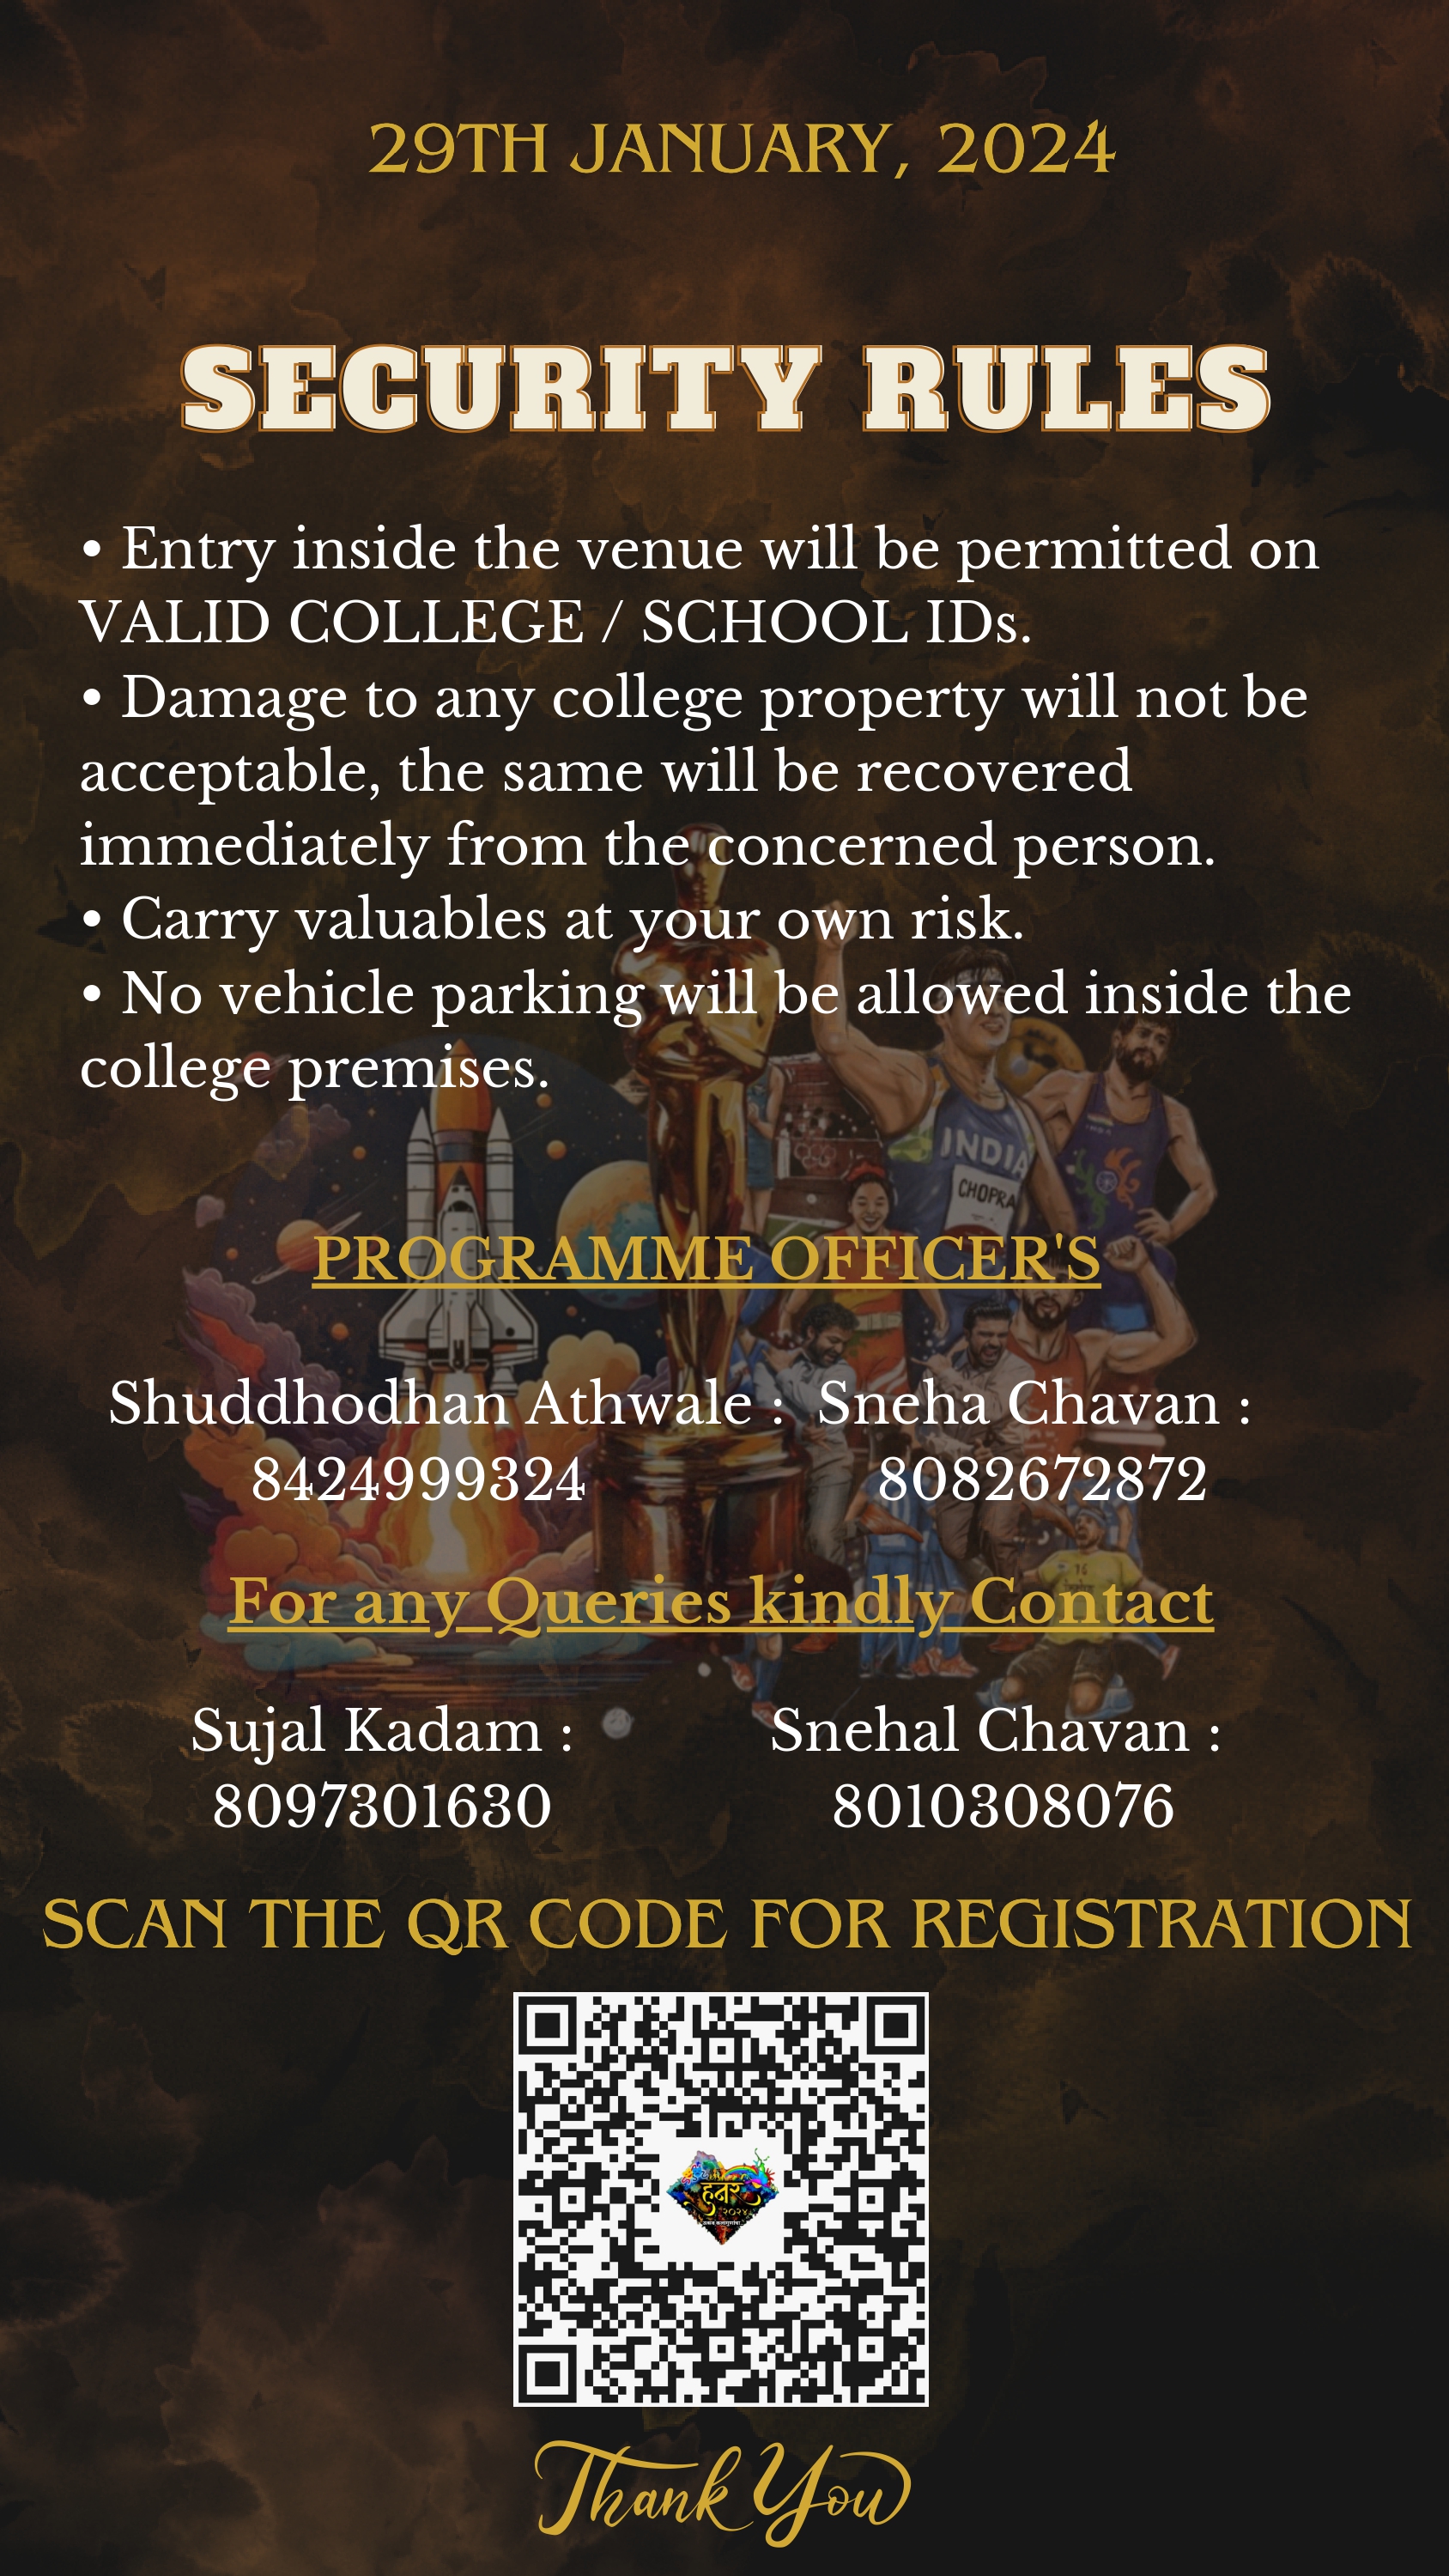 29TH JANUARY, 2024
SECURITY RULES
• Entry inside the venue will be permitted on
VALID COLLEGE / SCHOOL IDs.
• Damage to any college property will not be
acceptable, the same will be recovered
immediately from the concerned person.
• Carry valuables at your own risk.
• No vehicle parking will be allowed inside the
college premises.
INDIA
CHOPRA
PROGRAMME OFFICER'S
Shuddhodhan Athwale : Sneha Chavan :
8424999324 8082672872
For any Queries kindly Contact
Sujal Kadam : Snehal Chavan :
8097301630 8010308076
SCAN THE QR CODE FOR REGISTRATION
हुनर
२०२४
Thank You